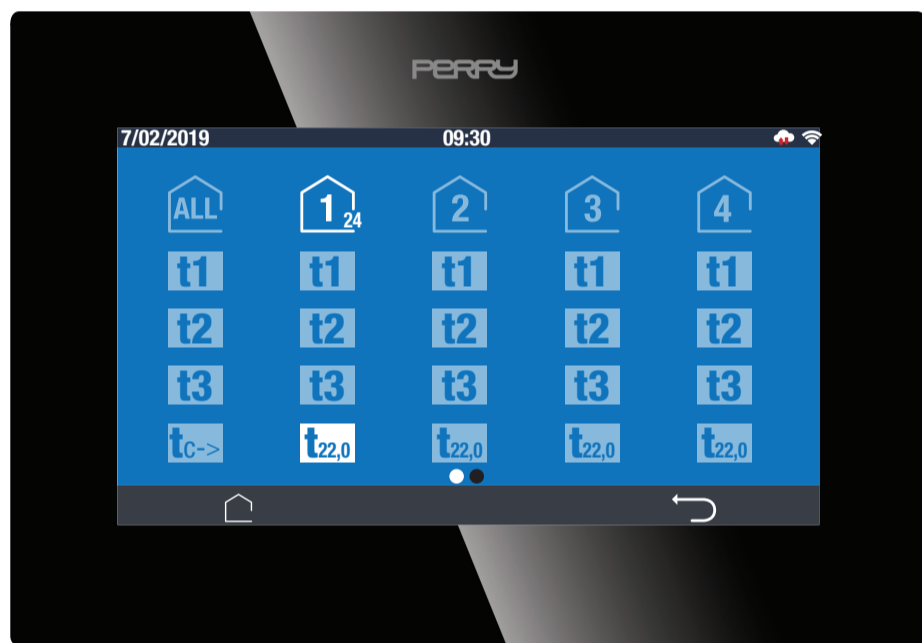 PERRY
7/02/2019 09:30
ALL 1 24 2 3 4
t1 t1 t1 t1 t1
t2 t2 t2 t2 t2
t3 t3 t3 t3 t3
tC-> t22,0 t22,0 t22,0 t22,0